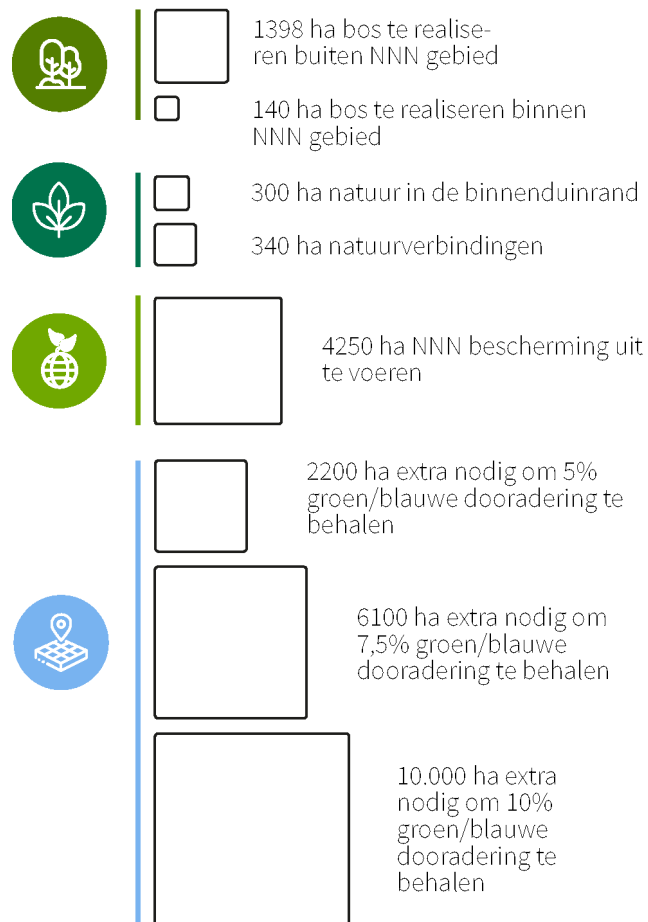 1398 ha bos te realise-
ren buiten NNN gebied
140 ha bos te realiseren binnen
NNN gebied
300 ha natuur in de binnenduinrand
340 ha natuurverbindingen
4250 ha NNN bescherming uit
te voeren
2200 ha extra nodig om 5%
groen/blauwe dooradering te
behalen
6100 ha extra nodig om
7,5% groen/blauwe
dooradering te behalen
10.000 ha extra
nodig om 10%
groen/blauwe
dooradering te
behalen